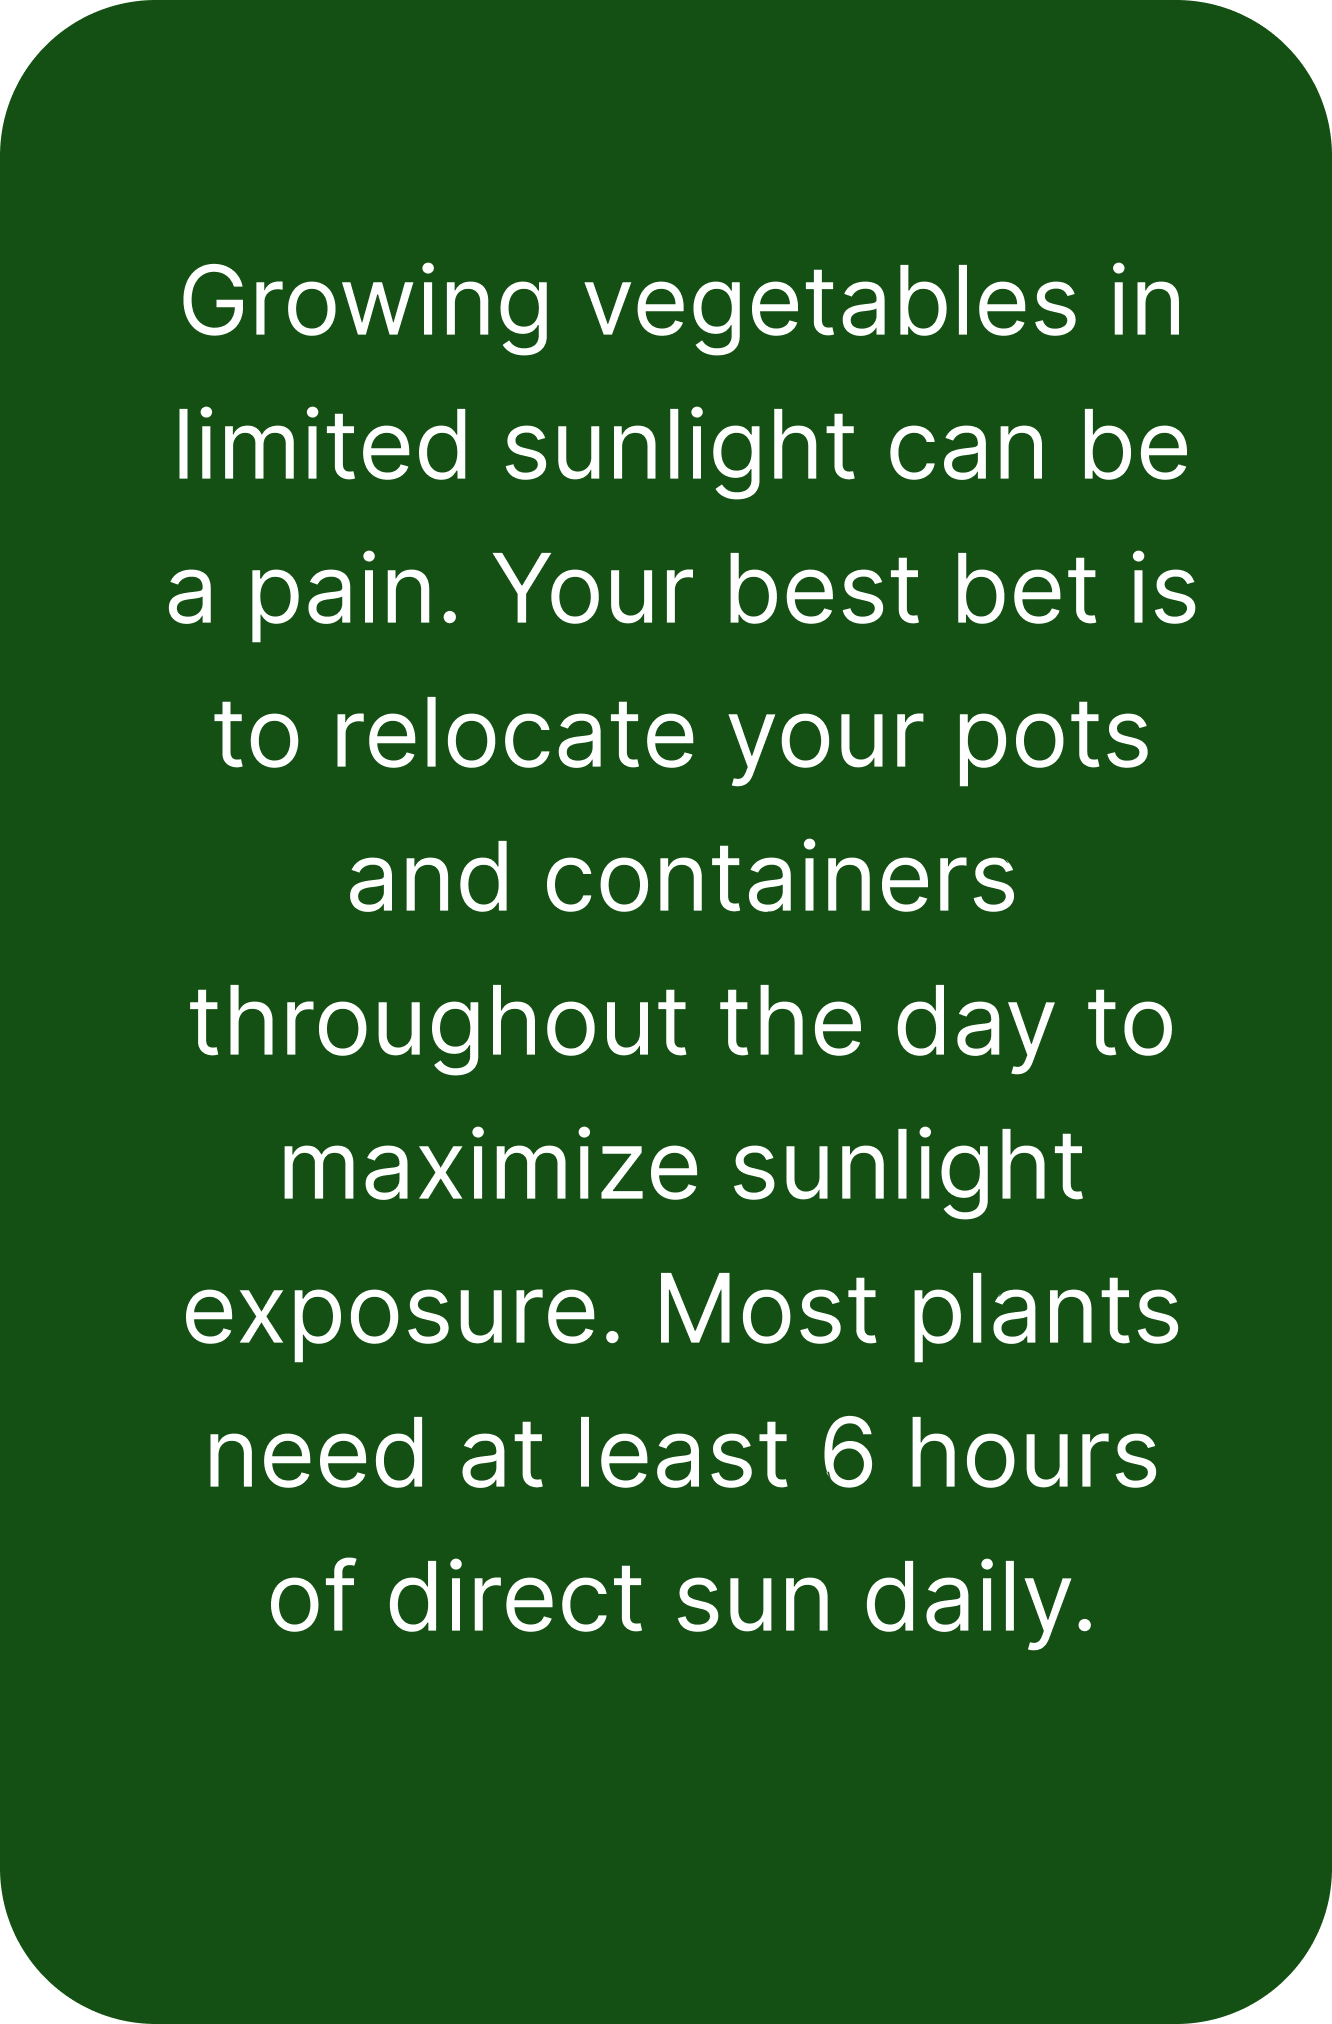 Growing vegetables in
limited sunlight can be
a pain. Your best bet is
to relocate your pots
and containers
throughout the day to
maximize sunlight
exposure. Most plants
need at least 6 hours
of direct sun daily.